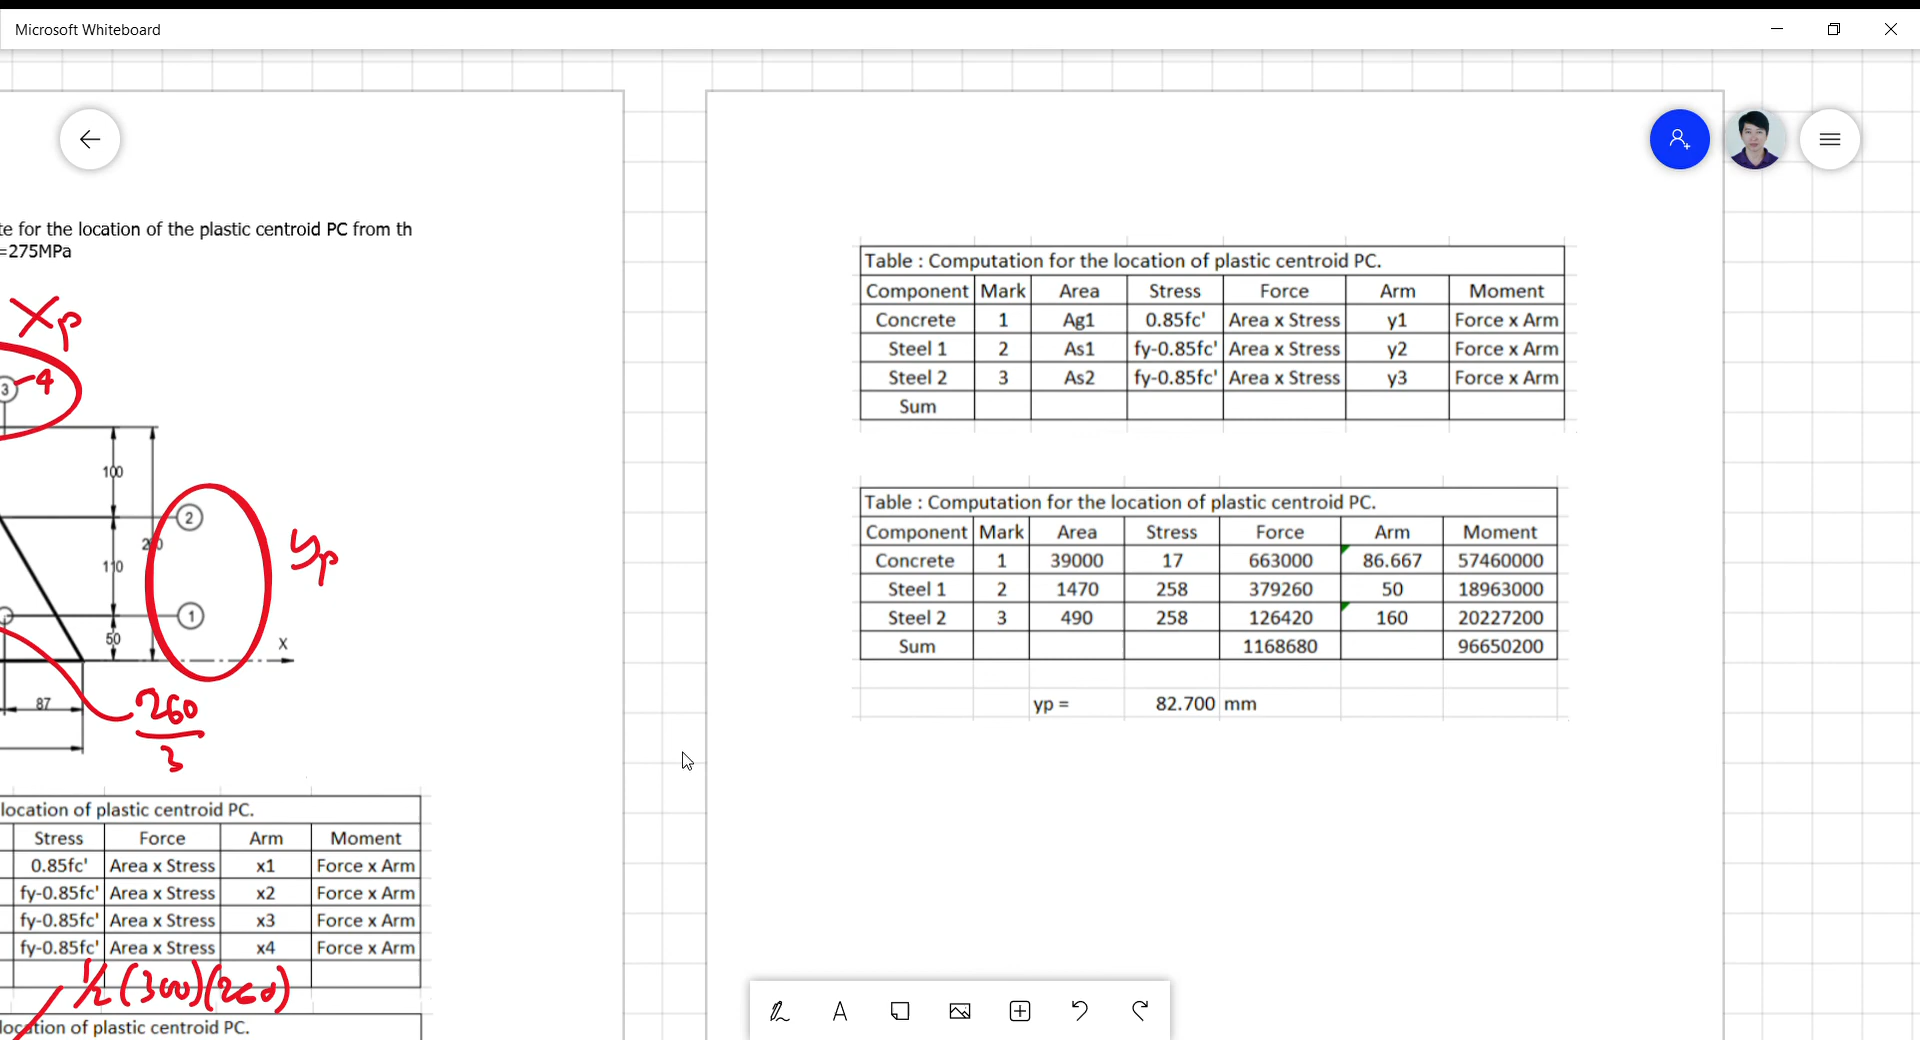 Microsoft Whiteboard
te for the location of the plastic centroid PC from th
=275MPa
Xp
3
4
100
2
260
110
yp
1
50
X
87
260
3
location of plastic centroid PC.
Stress Force Arm Moment
0.85fc' Area x Stress x1 Force x Arm
fy-0.85fc' Area x Stress x2 Force x Arm
fy-0.85fc' Area x Stress x3 Force x Arm
fy-0.85fc' Area x Stress x4 Force x Arm
1/2 (300)(260)
location of plastic centroid PC.
Table : Computation for the location of plastic centroid PC.
Component Mark Area Stress Force Arm Moment
Concrete 1 Ag1 0.85fc' Area x Stress y1 Force x Arm
Steel 1 2 As1 fy-0.85fc' Area x Stress y2 Force x Arm
Steel 2 3 As2 fy-0.85fc' Area x Stress y3 Force x Arm
Sum
Table : Computation for the location of plastic centroid PC.
Component Mark Area Stress Force Arm Moment
Concrete 1 39000 17 663000 86.667 57460000
Steel 1 2 1470 258 379260 50 18963000
Steel 2 3 490 258 126420 160 20227200
Sum 1168680 96650200
yp = 82.700 mm